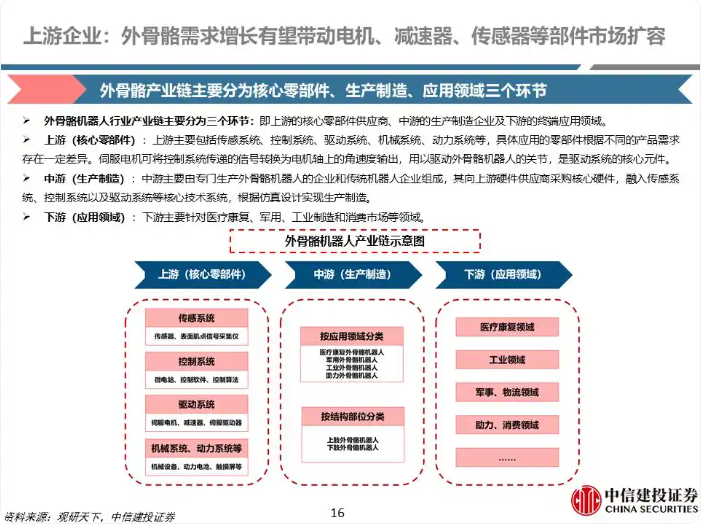 上游企业：外骨骼需求增长有望带动电机、减速器、传感器等部件市场扩容
外骨骼产业链主要分为核心零部件、生产制造、应用领域三个环节
➢ 外骨骼机器人行业产业链主要分为三个环节：即上游的核心零部件供应商、中游的生产制造企业及下游的终端应用领域。
➢ 上游（核心零部件）：上游主要包括传感系统、控制系统、驱动系统、机械系统、动力系统等，具体应用的零部件根据不同的产品需求
存在一定差异。伺服电机可将控制系统传递的信号转换为电机轴上的角速度输出，用以驱动外骨骼机器人的关节，是驱动系统的核心元件。
➢ 中游（生产制造）：中游主要由专门生产外骨骼机器人的企业和传统机器人企业组成，其向上游硬件供应商采购核心硬件，融入传感系
统、控制系统以及驱动系统等核心技术系统，根据仿真设计实现生产制造。
➢ 下游（应用领域）：下游主要针对医疗康复、军用、工业制造和消费市场等领域。
外骨骼机器人产业链示意图
上游（核心零部件）
传感系统
传感器、表面肌点信号采集仪
控制系统
微电站、控制软件、控制算法
驱动系统
伺服电机、减速器、伺服驱动器
机械系统、动力系统等
机械设备、动力电池、触摸屏等
中游（生产制造）
按应用领域分类
医疗康复外骨骼机器人
军用外骨骼机器人
工业外骨骼机器人
助力外骨骼机器人
按结构部位分类
上肢外骨骼机器人
下肢外骨骼机器人
下游（应用领域）
医疗康复领域
工业领域
军事、物流领域
助力、消费领域
……
资料来源：观研天下，中信建投证券
16
中信建投证券
CHINA SECURITIES